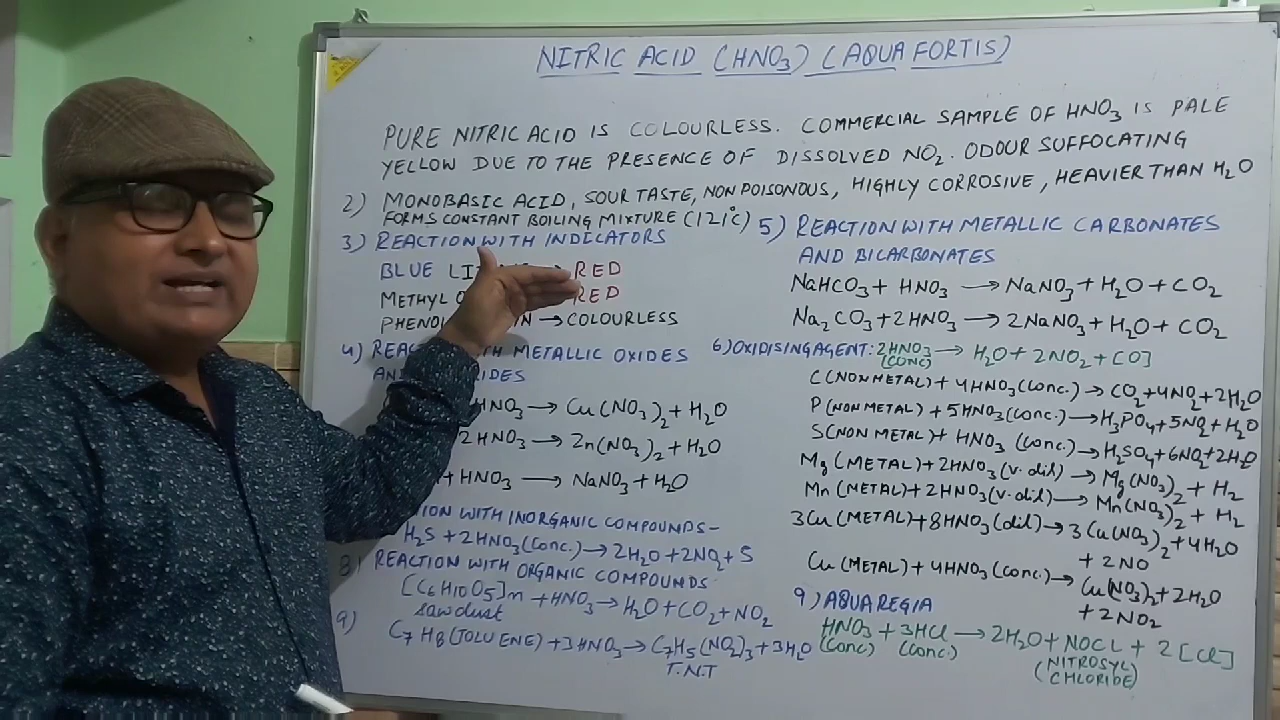 NITRIC ACID (HNO3) (AQUA FORTIS)
PURE NITRIC ACID IS COLOURLESS. COMMERCIAL SAMPLE OF HNO3 IS PALE
YELLOW DUE TO THE PRESENCE OF DISSOLVED NO2. ODOUR SUFFOCATING
2) MONOBASIC ACID, SOUR TASTE, NON POISONOUS, HIGHLY CORROSIVE, HEAVIER THAN H2O
FORMS CONSTANT BOILING MIXTURE (121°C)
3) REACTION WITH INDICATORS
BLUE → RED
METHYL RED
→ COLOURLESS
4) METALLIC OXIDES
AND
HNO3 → Cu(NO3)2 + H2O
2HNO3 → Zn(NO3)2 + H2O
+ HNO3 → NaNO3 + H2O
WITH INORGANIC COMPOUNDS-
H2S + 2HNO3 (Conc.) → 2H2O + 2NO2 + S
8) REACTION WITH ORGANIC COMPOUNDS
[C6H10O5]n + HNO3 → H2O + CO2 + NO2
sawdust
9) C7H8 (TOLUENE) + 3HNO3 → C7H5(NO2)3 + 3H2O
T.N.T
5) REACTION WITH METALLIC CARBONATES
AND BICARBONATES
NaHCO3 + HNO3 → NaNO3 + H2O + CO2
Na2CO3 + 2HNO3 → 2NaNO3 + H2O + CO2
6) OXIDISING AGENT: 2HNO3 → H2O + 2NO2 + [O]
(CONC)
C (NON METAL) + 4HNO3 (Conc.) → CO2 + 4NO2 + 2H2O
P (NON METAL) + 5HNO3 (Conc.) → H3PO4 + 5NO2 + H2O
S (NON METAL) + HNO3 (Conc.) → H2SO4 + 6NO2 + 2H2O
Mg (METAL) + 2HNO3 (v. dil) → Mg(NO3)2 + H2
Mn (METAL) + 2HNO3 (v. dil) → Mn(NO3)2 + H2
3Cu (METAL) + 8HNO3 (dil) → 3Cu(NO3)2 + 4H2O
+ 2NO
Cu (METAL) + 4HNO3 (Conc.) → Cu(NO3)2 + 2H2O
+ 2NO2
9) AQUA REGIA
HNO3 + 3HCl → 2H2O + NOCL + 2[Cl]
(Conc) (Conc.) (NITROSYL
CHLORIDE)